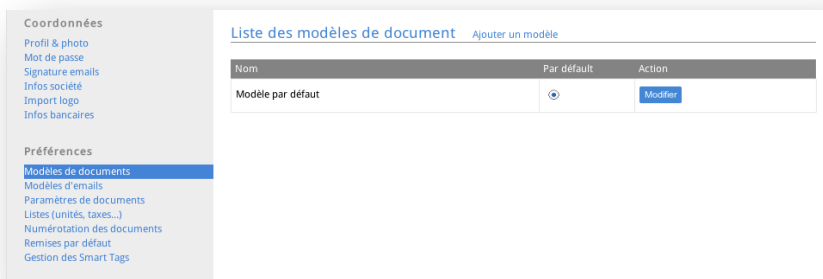 Coordonnées
Profil & photo
Mot de passe
Signature emails
Infos société
Import logo
Infos bancaires
Préférences
Modèles de documents
Modèles d'emails
Paramètres de documents
Listes (unités, taxes...)
Numérotation des documents
Remises par défaut
Gestion des Smart Tags
Liste des modèles de document Ajouter un modèle
Nom Par défault Action
Modèle par défaut Modifier